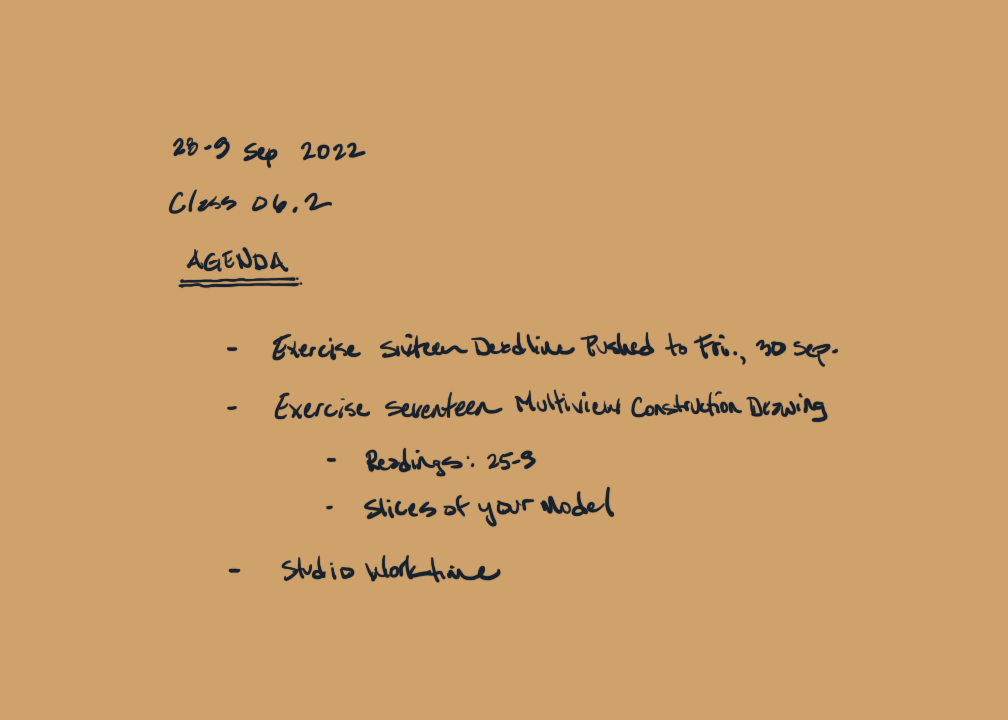 28-9 Sep 2022
Class 06.2
AGENDA
- Exercise Sixteen Deadline Pushed to Fri., 30 Sep.
- Exercise Seventeen Multiview Construction Drawing
- Readings: 25-9
- Slices of your Model
- Studio Worktime